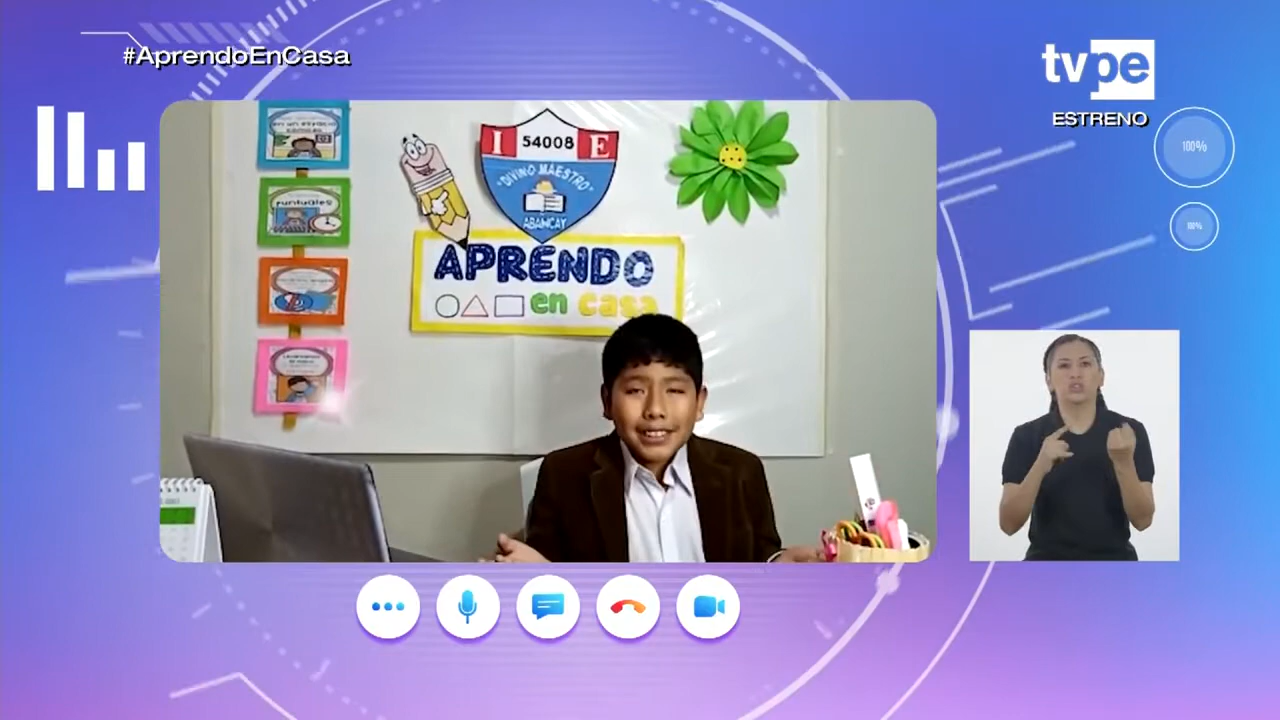 #AprendoEnCasa
tvpe
ESTRENO
100%
I 54008 E
"DIVINO MAESTRO"
ABANCAY
APRENDO
en casa
puntuales